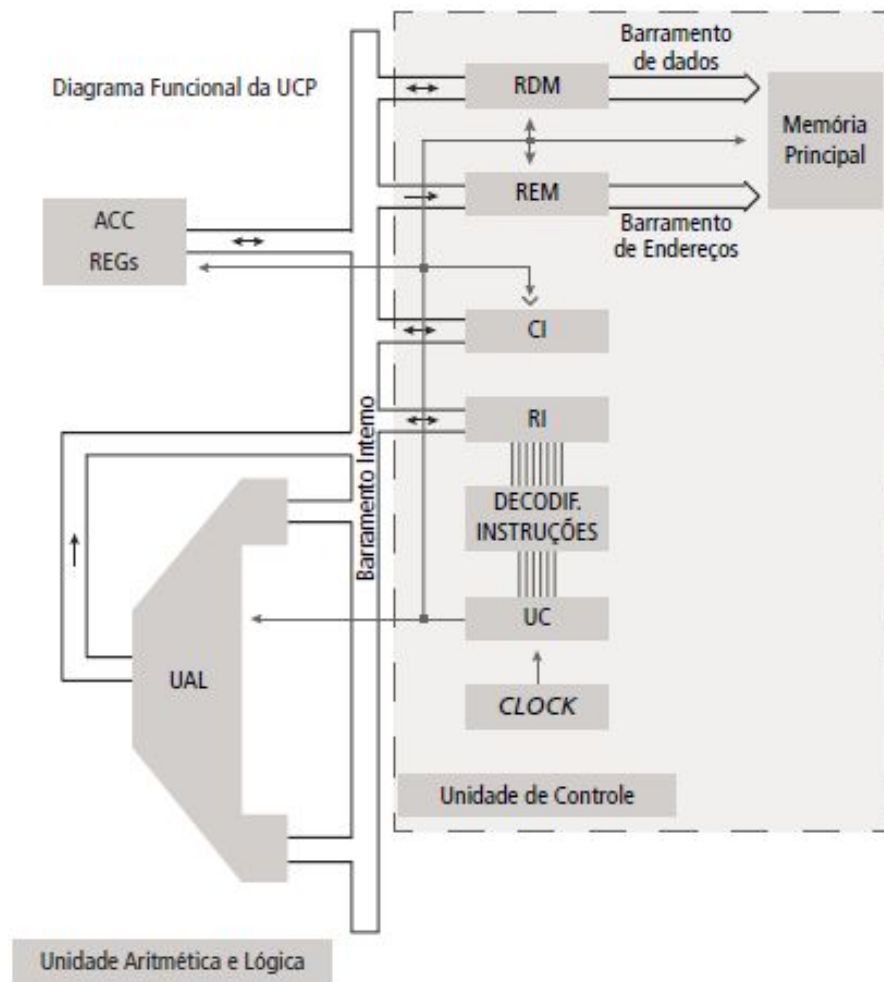 Diagrama Funcional da UCP
Barramento
de dados
RDM
Memória
Principal
REM
Barramento
de Endereços
ACC
REGs
CI
RI
Barramento Interno
DECODIF.
INSTRUÇÕES
UC
UAL
CLOCK
Unidade de Controle
Unidade Aritmética e Lógica